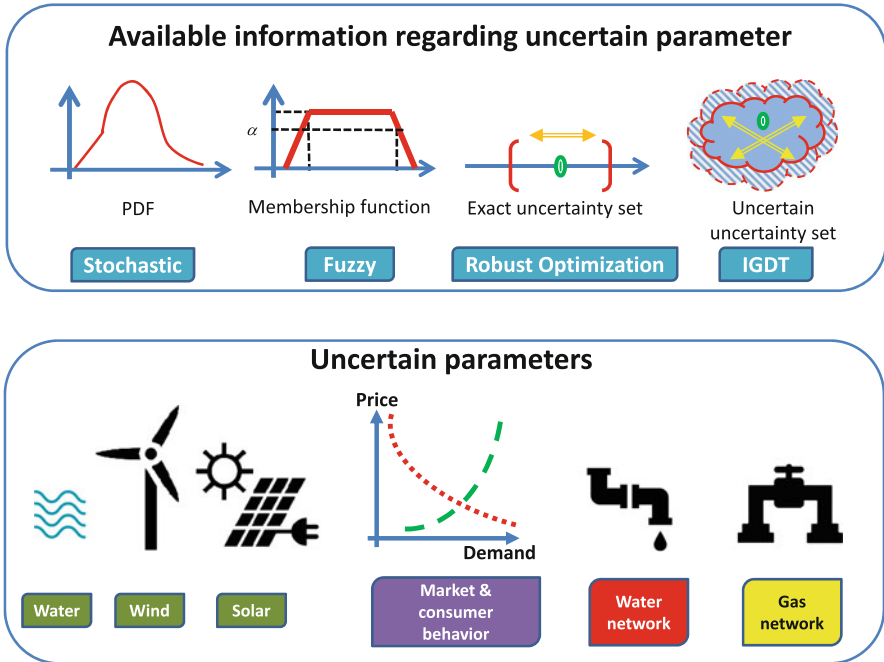 Available information regarding uncertain parameter
α
PDF
Membership function
Exact uncertainty set
Uncertain
uncertainty set
Stochastic
Fuzzy
Robust Optimization
IGDT
Uncertain parameters
Price
Demand
Water
Wind
Solar
Market &
consumer
behavior
Water
network
Gas
network